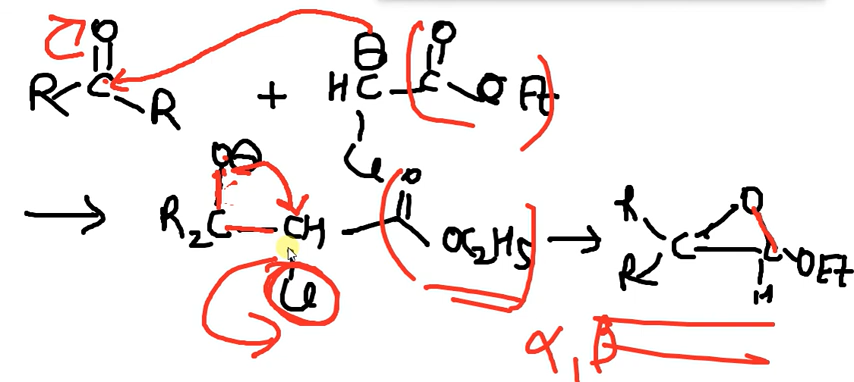 O ⊖ O
R C R + HC C OEt
Cl
O⊖ O
→ R₂C CH OC₂H₅ → R R C O C OEt
Cl H
α, β